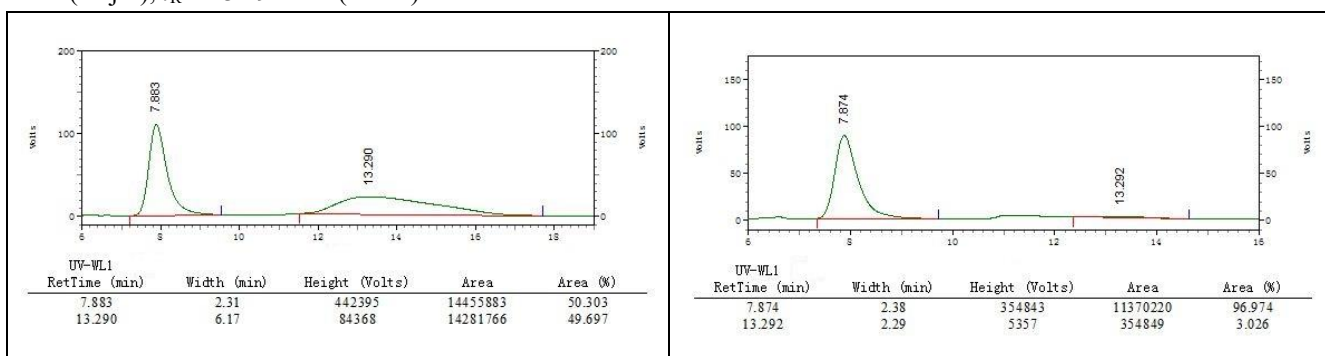 200 200
7.883
Volts 100 100 Volts
13.290
0 0
6 8 10 12 14 16 18
UV-WL1
RetTime (min) Width (min) Height (Volts) Area Area (%)
7.883 2.31 442395 14455883 50.303
13.290 6.17 84368 14281766 49.697
150 150
7.874
Volts 100 100 Volts
50 50
13.292
0 0
6 8 10 12 14 16
UV-WL1
RetTime (min) Width (min) Height (Volts) Area Area (%)
7.874 2.38 354843 11370220 96.974
13.292 2.29 5357 354849 3.026